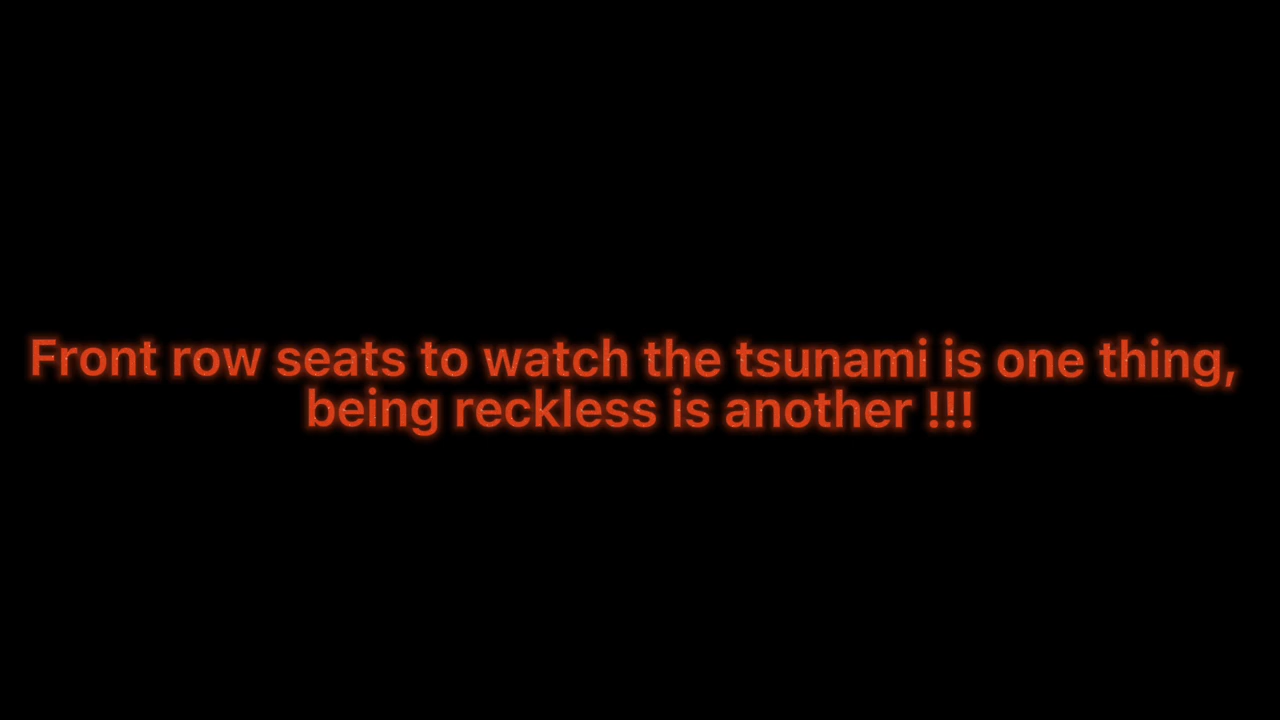 Front row seats to watch the tsunami is one thing,
being reckless is another !!!